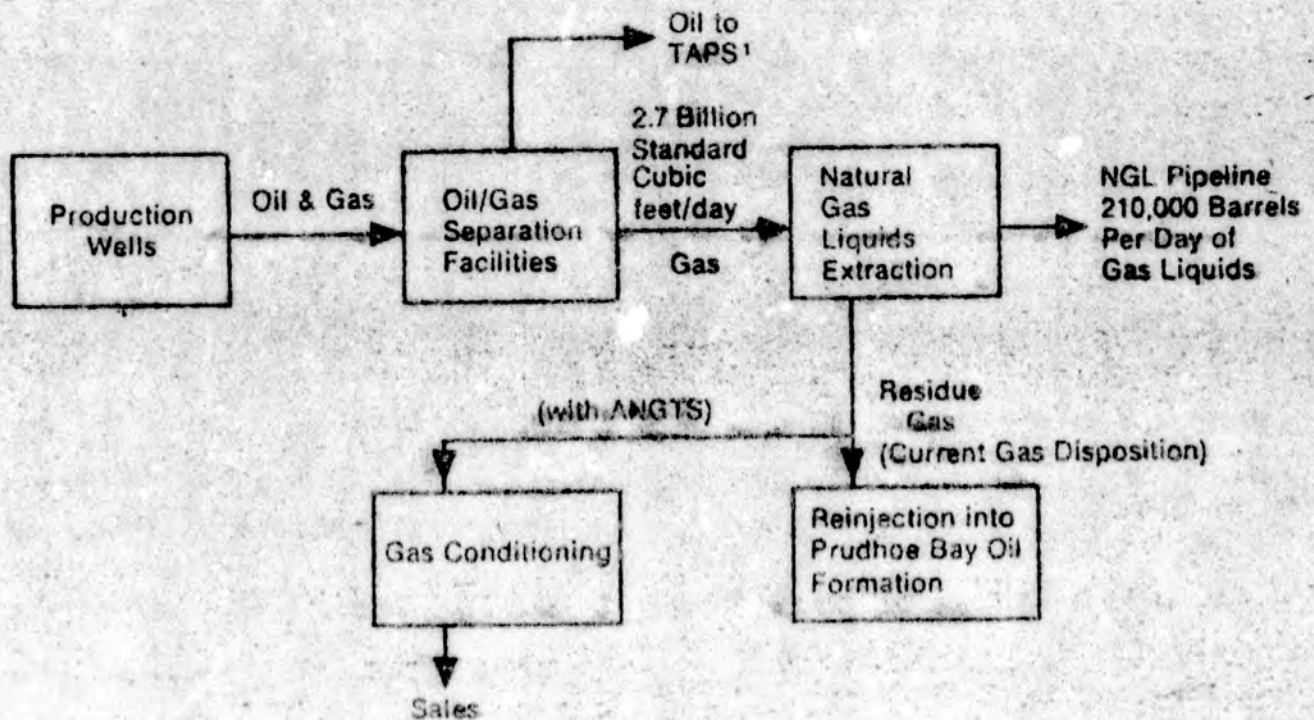 Oil to
TAPS¹
2.7 Billion
Standard
Cubic
feet/day
Gas
Production
Wells
Oil & Gas
Oil/Gas
Separation
Facilities
Natural
Gas
Liquids
Extraction
NGL Pipeline
210,000 Barrels
Per Day of
Gas Liquids
(with ANGTS)
Residue
Gas
(Current Gas Disposition)
Gas Conditioning
Reinjection into
Prudhoe Bay Oil
Formation
Sales